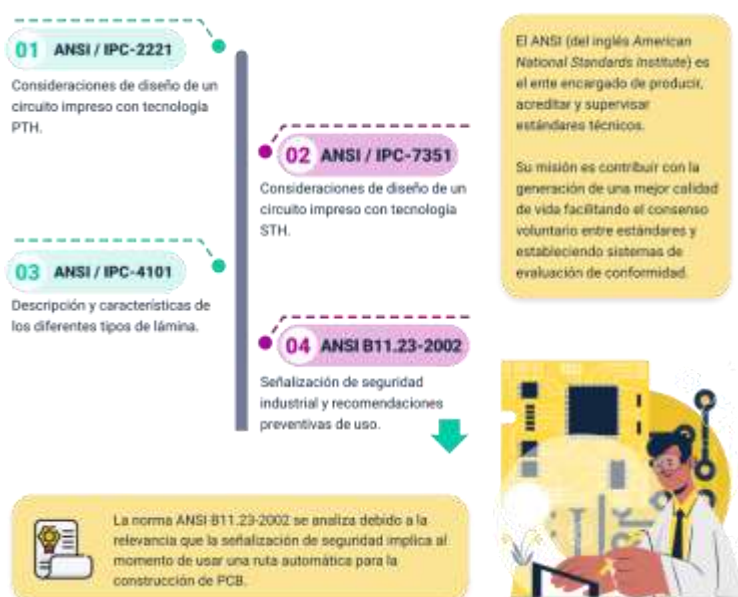 01 ANSI / IPC-2221
Consideraciones de diseño de un
circuito impreso con tecnología
PTH.
02 ANSI / IPC-7351
Consideraciones de diseño de un
circuito impreso con tecnología
STH.
03 ANSI / IPC-4101
Descripción y características de
los diferentes tipos de lámina.
04 ANSI B11.23-2002
Señalización de seguridad
industrial y recomendaciones
preventivas de uso.
El ANSI (del inglés American
National Standards Institute) es
el ente encargado de producir,
acreditar y supervisar
estándares técnicos.
Su misión es contribuir con la
generación de una mejor calidad
de vida facilitando el consenso
voluntario entre estándares y
estableciendo sistemas de
evaluación de conformidad.
La norma ANSI B11.23-2002 se analiza debido a la
relevancia que la señalización de seguridad implica al
momento de usar una ruta automática para la
construcción de PCB.